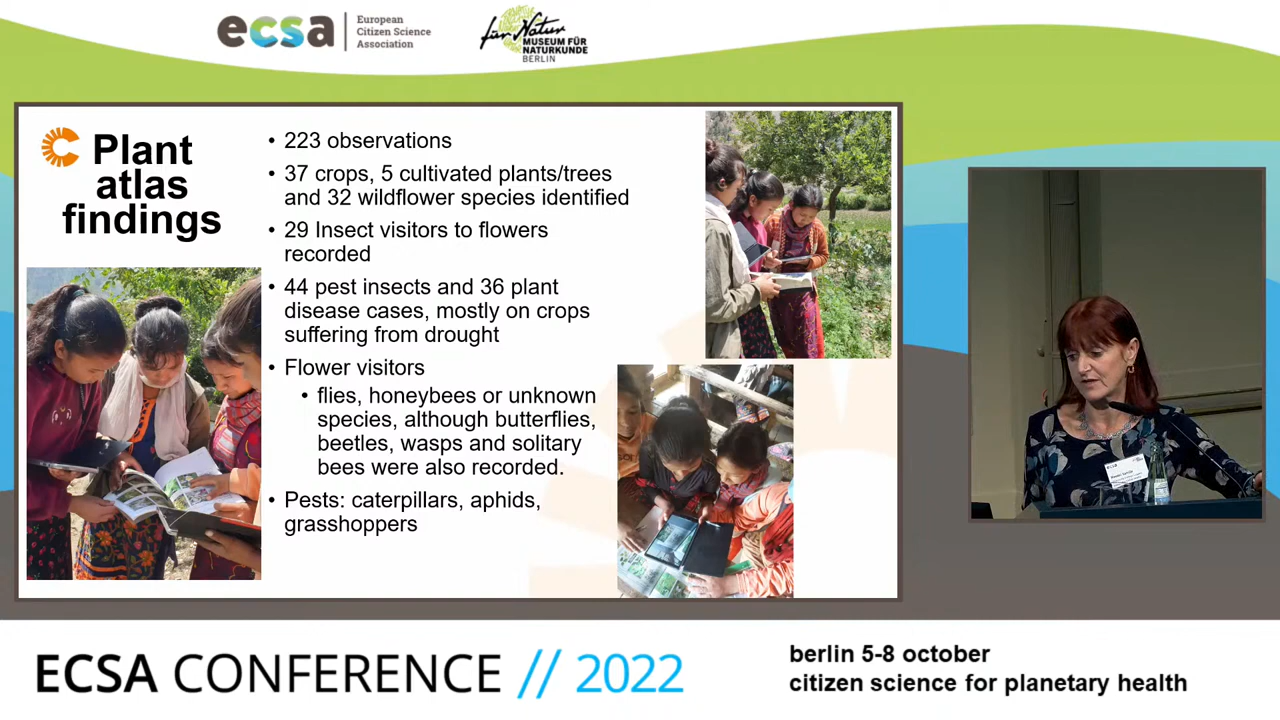 ecsa
European
Citizen Science
Association
für Natur
MUSEUM FÜR
NATURKUNDE
BERLIN
Plant
atlas
findings
• 223 observations
• 37 crops, 5 cultivated plants/trees
and 32 wildflower species identified
• 29 Insect visitors to flowers
recorded
• 44 pest insects and 36 plant
disease cases, mostly on crops
suffering from drought
• Flower visitors
• flies, honeybees or unknown
species, although butterflies,
beetles, wasps and solitary
bees were also recorded.
• Pests: caterpillars, aphids,
grasshoppers
ECSA CONFERENCE // 2022
berlin 5-8 october
citizen science for planetary health